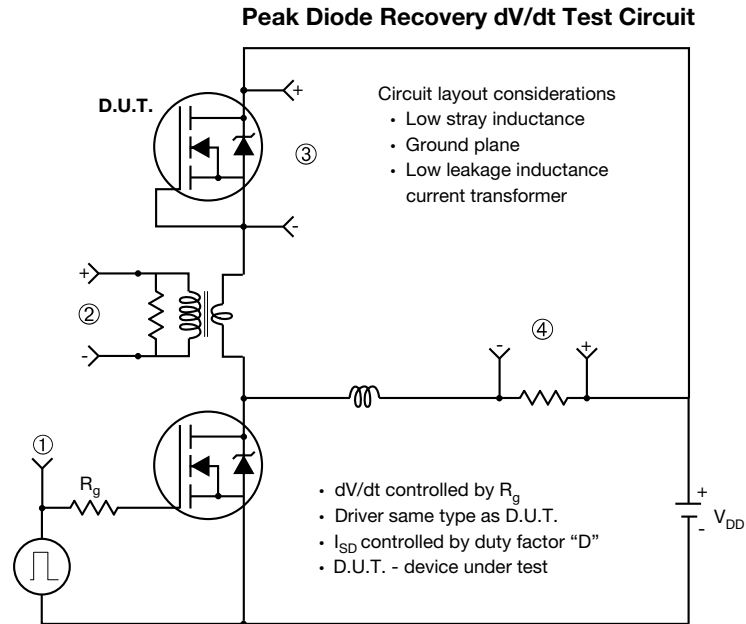 Peak Diode Recovery dV/dt Test Circuit
D.U.T.
+
③
-
Circuit layout considerations
• Low stray inductance
• Ground plane
• Low leakage inductance
current transformer
+
②
-
- ④ +
①
Rg
• dV/dt controlled by Rg
• Driver same type as D.U.T.
• ISD controlled by duty factor “D”
• D.U.T. - device under test
+
-
VDD